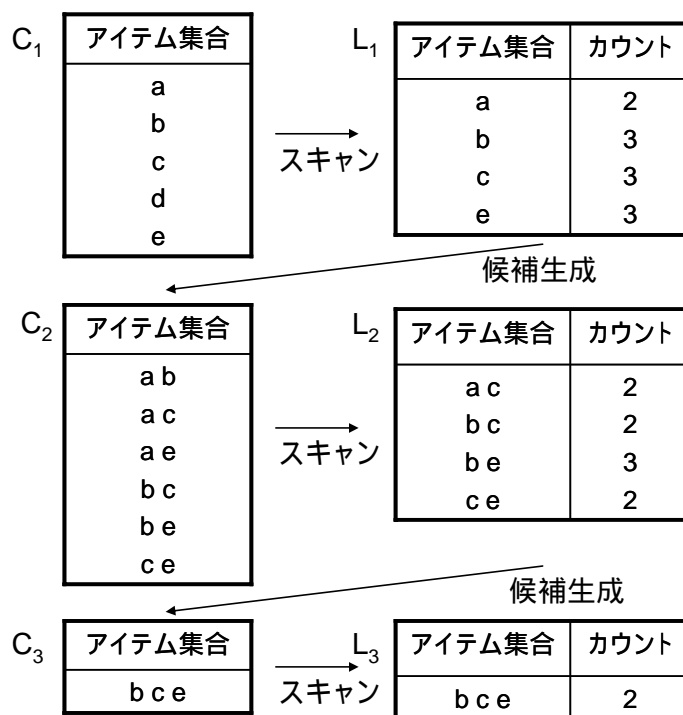 C₁
アイテム集合
a
b
c
d
e
スキャン
L₁
アイテム集合 カウント
a 2
b 3
c 3
e 3
候補生成
C₂
アイテム集合
a b
a c
a e
b c
b e
c e
スキャン
L₂
アイテム集合 カウント
a c 2
b c 2
b e 3
c e 2
候補生成
C₃
アイテム集合
b c e
スキャン
L₃
アイテム集合 カウント
b c e 2